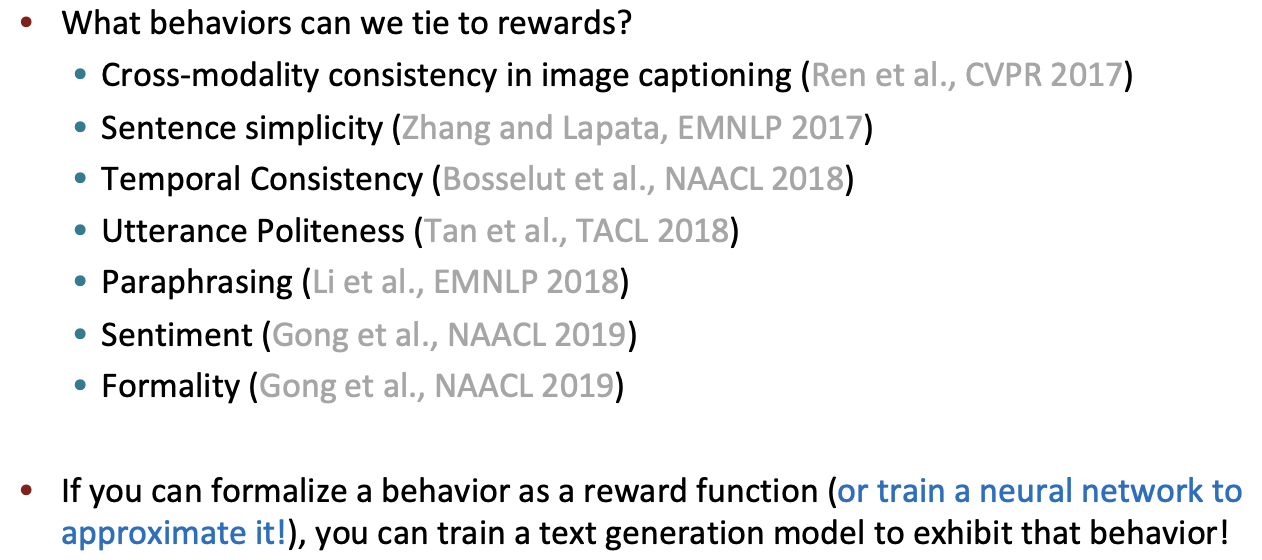 • What behaviors can we tie to rewards?
• Cross-modality consistency in image captioning (Ren et al., CVPR 2017)
• Sentence simplicity (Zhang and Lapata, EMNLP 2017)
• Temporal Consistency (Bosselut et al., NAACL 2018)
• Utterance Politeness (Tan et al., TACL 2018)
• Paraphrasing (Li et al., EMNLP 2018)
• Sentiment (Gong et al., NAACL 2019)
• Formality (Gong et al., NAACL 2019)
• If you can formalize a behavior as a reward function (or train a neural network to
approximate it!), you can train a text generation model to exhibit that behavior!